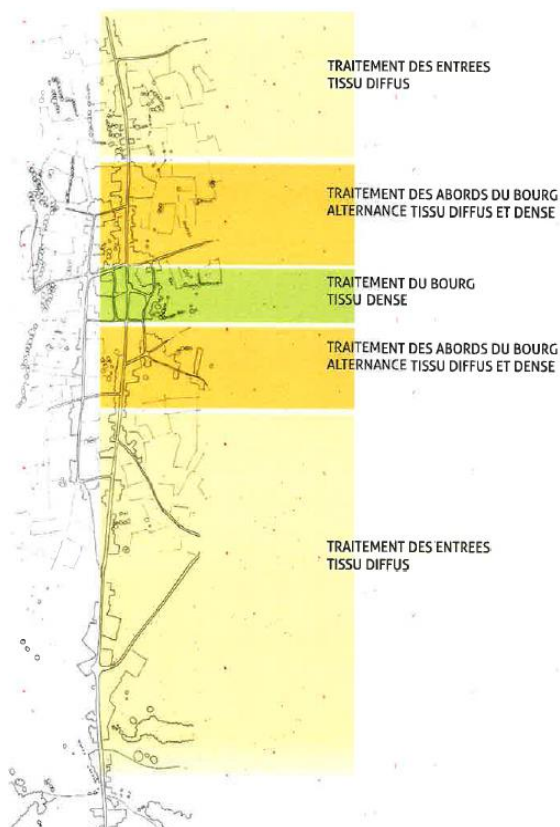 TRAITEMENT DES ENTREES
TISSU DIFFUS
TRAITEMENT DES ABORDS DU BOURG
ALTERNANCE TISSU DIFFUS ET DENSE
TRAITEMENT DU BOURG
TISSU DENSE
TRAITEMENT DES ABORDS DU BOURG
ALTERNANCE TISSU DIFFUS ET DENSE
TRAITEMENT DES ENTREES
TISSU DIFFUS